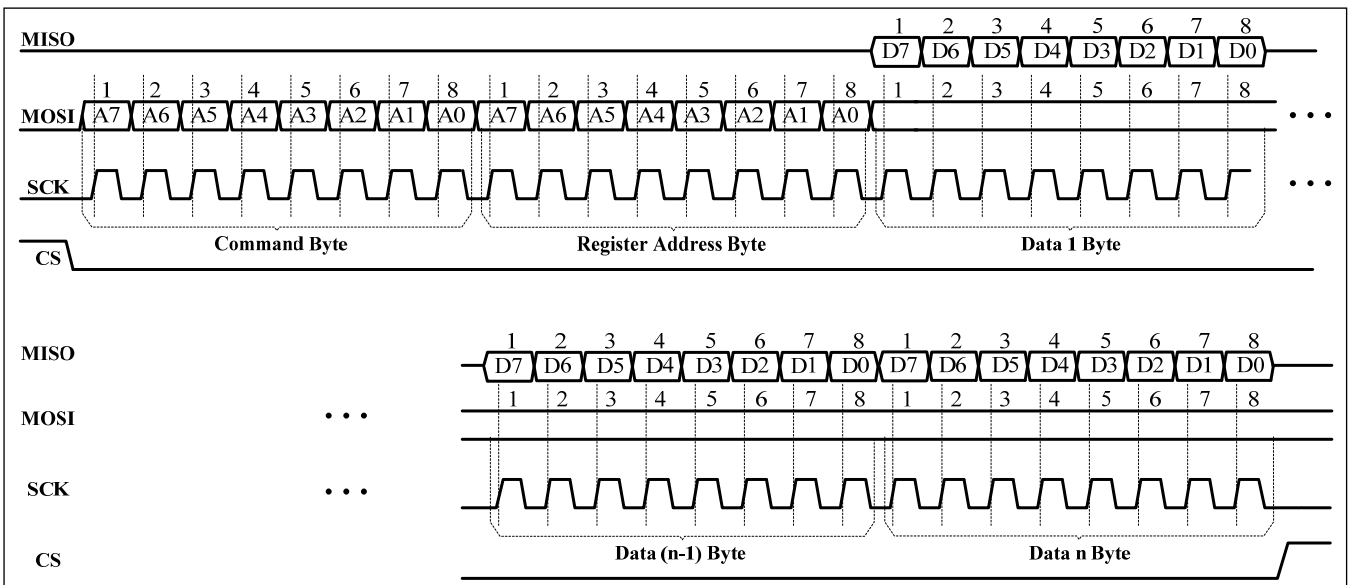 1 2 3 4 5 6 7 8
MISO D7 D6 D5 D4 D3 D2 D1 D0
1 2 3 4 5 6 7 8 1 2 3 4 5 6 7 8 1 2 3 4 5 6 7 8
MOSI A7 A6 A5 A4 A3 A2 A1 A0 A7 A6 A5 A4 A3 A2 A1 A0 • • •
SCK • • •
Command Byte Register Address Byte Data 1 Byte
CS
1 2 3 4 5 6 7 8 1 2 3 4 5 6 7 8
MISO D7 D6 D5 D4 D3 D2 D1 D0 D7 D6 D5 D4 D3 D2 D1 D0
1 2 3 4 5 6 7 8 1 2 3 4 5 6 7 8
MOSI • • •
SCK • • •
Data (n-1) Byte Data n Byte
CS